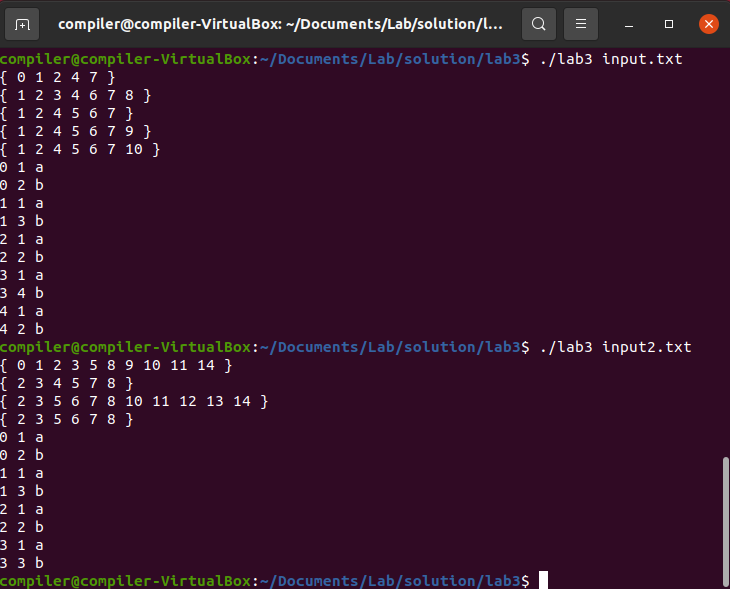 compiler@compiler-VirtualBox: ~/Documents/Lab/solution/l...
compiler@compiler-VirtualBox:~/Documents/Lab/solution/lab3$ ./lab3 input.txt
{ 0 1 2 4 7 }
{ 1 2 3 4 6 7 8 }
{ 1 2 4 5 6 7 }
{ 1 2 4 5 6 7 9 }
{ 1 2 4 5 6 7 10 }
0 1 a
0 2 b
1 1 a
1 3 b
2 1 a
2 2 b
3 1 a
3 4 b
4 1 a
4 2 b
compiler@compiler-VirtualBox:~/Documents/Lab/solution/lab3$ ./lab3 input2.txt
{ 0 1 2 3 5 8 9 10 11 14 }
{ 2 3 4 5 7 8 }
{ 2 3 5 6 7 8 10 11 12 13 14 }
{ 2 3 5 6 7 8 }
0 1 a
0 2 b
1 1 a
1 3 b
2 1 a
2 2 b
3 1 a
3 3 b
compiler@compiler-VirtualBox:~/Documents/Lab/solution/lab3$